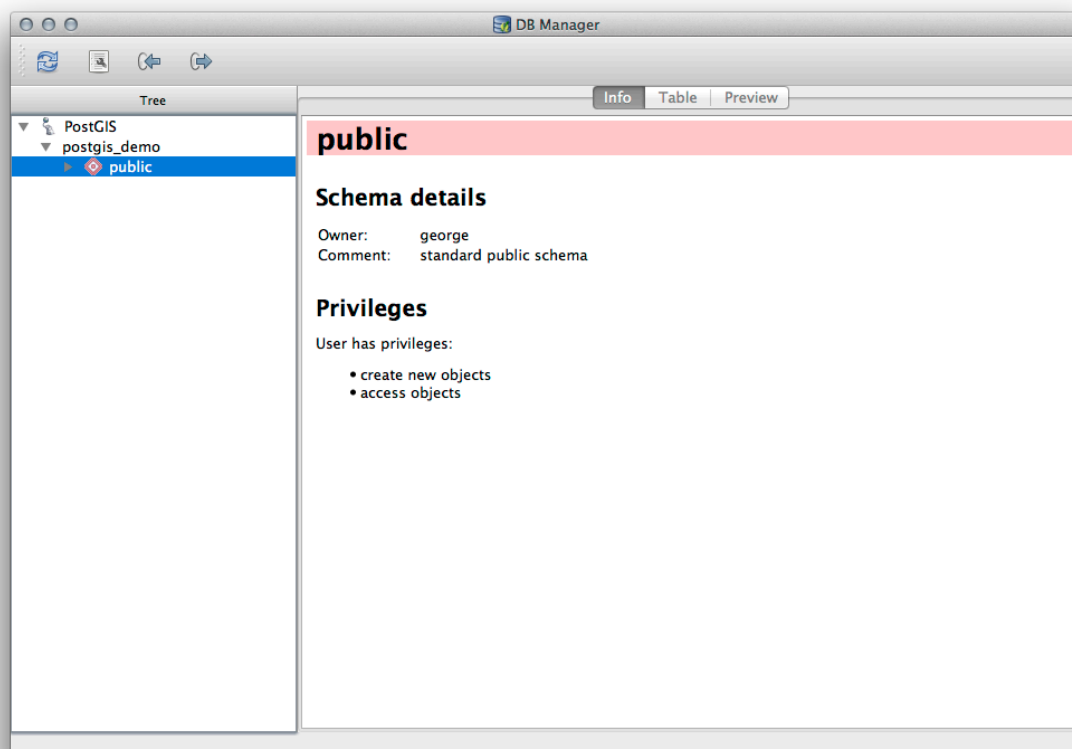 DB Manager
Tree
Info Table Preview
PostGIS
postgis_demo
public
public
Schema details
Owner: george
Comment: standard public schema
Privileges
User has privileges:
• create new objects
• access objects